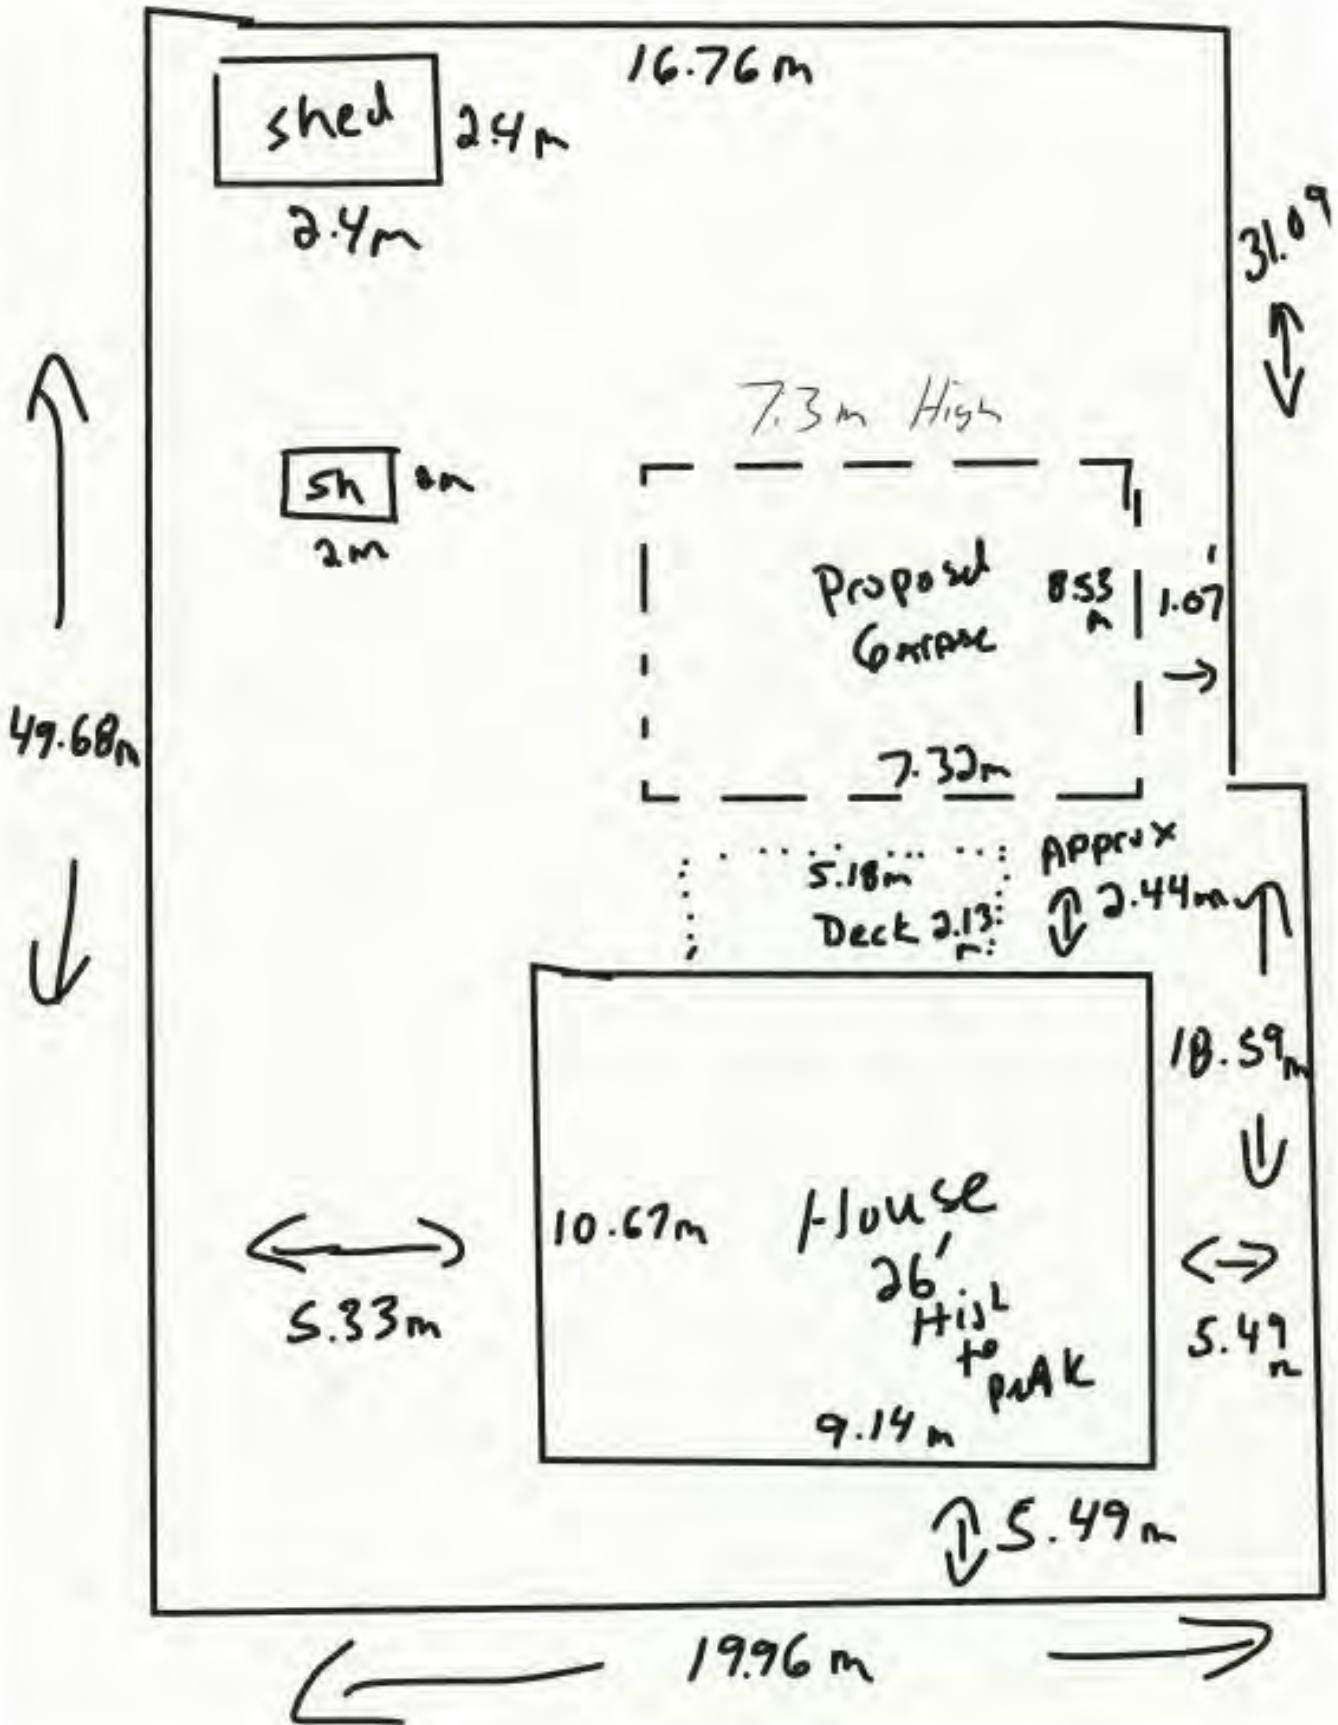 16.76m
shed
2.4m
2.4m
31.09
7.3m High
sh
2m
2m
Proposed
Garage
8.53
m
1.07
7.32m
49.68m
Approx
2.44m
5.18m
Deck 2.13
m
18.59m
10.67m
House
26'
High
to
peak
9.14m
5.33m
5.49
m
5.49m
19.96m